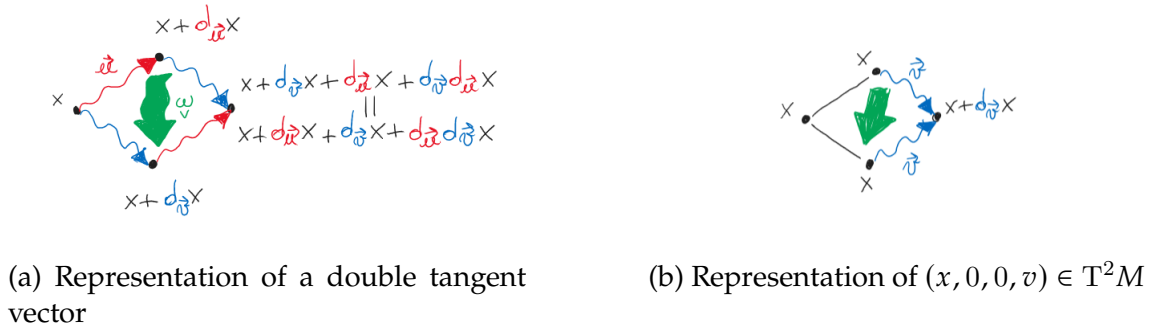 x + d_u⃗ x
u⃗
x
ω
v
x + d_v⃗ x + d_u⃗ x + d_v⃗ d_u⃗ x
||
x + d_u⃗ x + d_v⃗ x + d_u⃗ d_v⃗ x
x + d_v⃗ x
x
v⃗
x
x + d_v⃗ x
v⃗
x
(a) Representation of a double tangent
vector
(b) Representation of (x, 0, 0, v) ∈ T²M